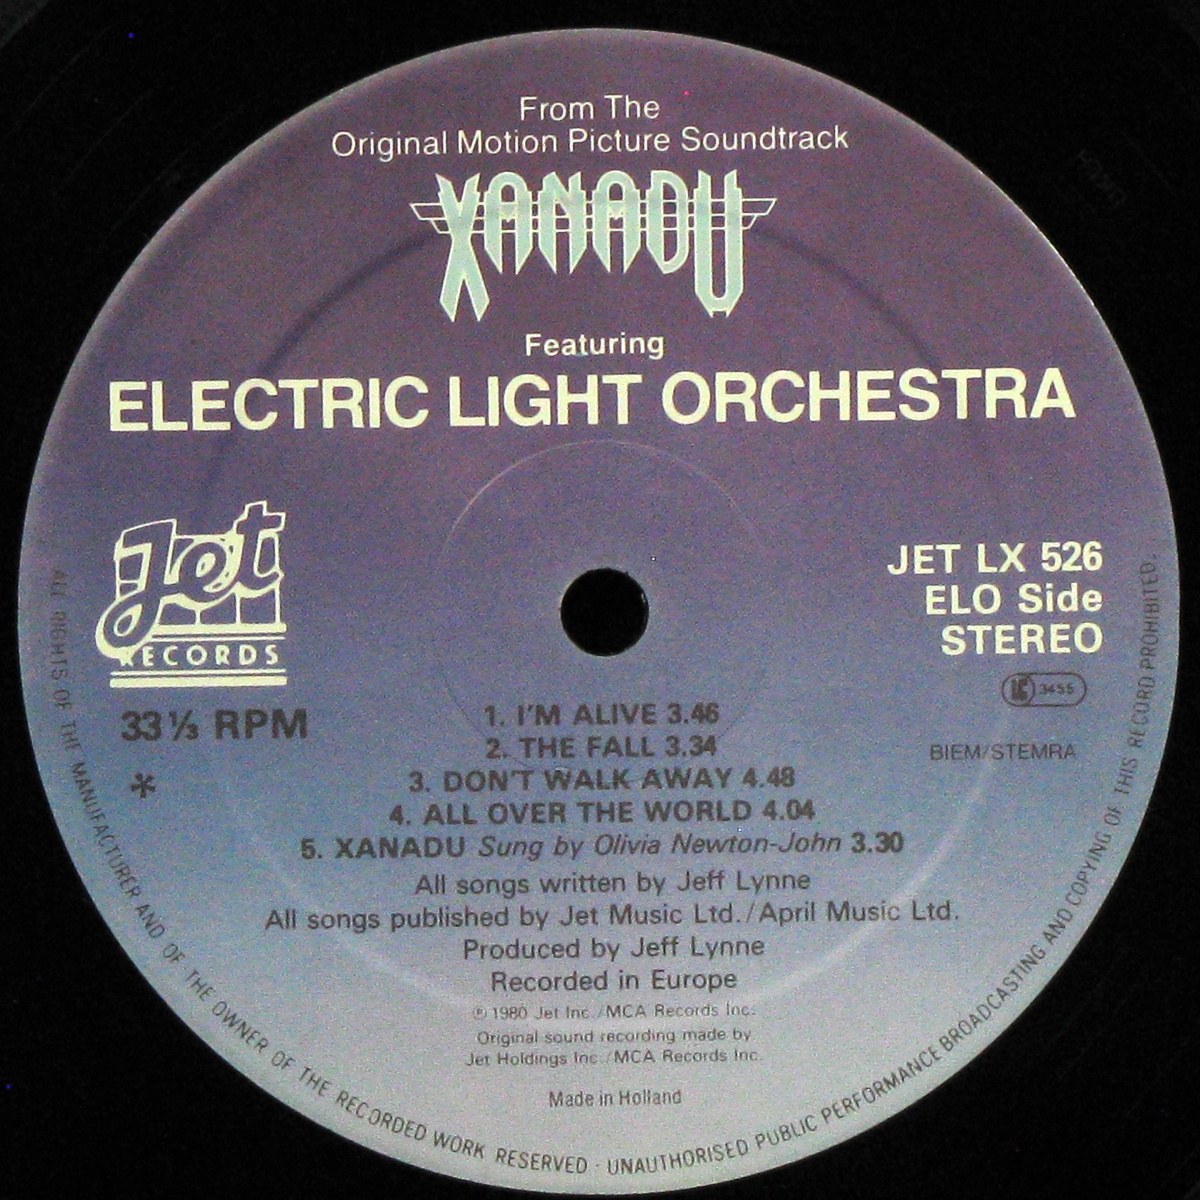 From The
Original Motion Picture Soundtrack
XANADU
Featuring
ELECTRIC LIGHT ORCHESTRA
Jet
RECORDS
33⅓ RPM
*
JET LX 526
ELO Side
STEREO
LC 3455
BIEM/STEMRA
1. I'M ALIVE 3.46
2. THE FALL 3.34
3. DON'T WALK AWAY 4.48
4. ALL OVER THE WORLD 4.04
5. XANADU Sung by Olivia Newton-John 3.30
All songs written by Jeff Lynne
All songs published by Jet Music Ltd./April Music Ltd.
Produced by Jeff Lynne
Recorded in Europe
℗ 1980 Jet Inc./MCA Records Inc.
Original sound recording made by
Jet Holdings Inc./MCA Records Inc.
Made in Holland
ALL RIGHTS OF THE MANUFACTURER AND OF THE OWNER OF THE RECORDED WORK RESERVED - UNAUTHORISED PUBLIC PERFORMANCE BROADCASTING AND COPYING OF THIS RECORD PROHIBITED.